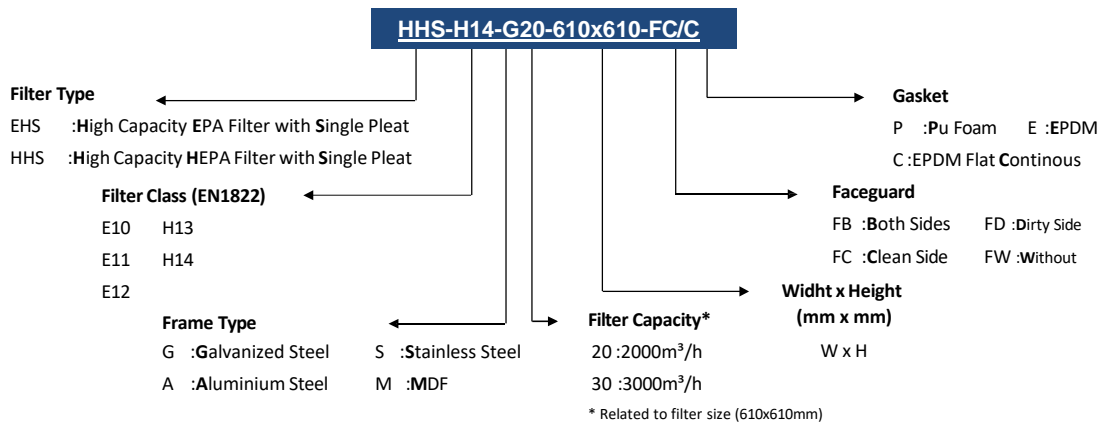 HHS-H14-G20-610x610-FC/C
Filter Type
EHS :High Capacity EPA Filter with Single Pleat
HHS :High Capacity HEPA Filter with Single Pleat
Gasket
P :Pu Foam E :EPDM
C :EPDM Flat Continous
Filter Class (EN1822)
E10 H13
E11 H14
E12
Faceguard
FB :Both Sides FD :Dirty Side
FC :Clean Side FW :Without
Frame Type
G :Galvanized Steel S :Stainless Steel
A :Aluminium Steel M :MDF
Filter Capacity*
20 :2000m³/h
30 :3000m³/h
* Related to filter size (610x610mm)
Widht x Height
(mm x mm)
W x H